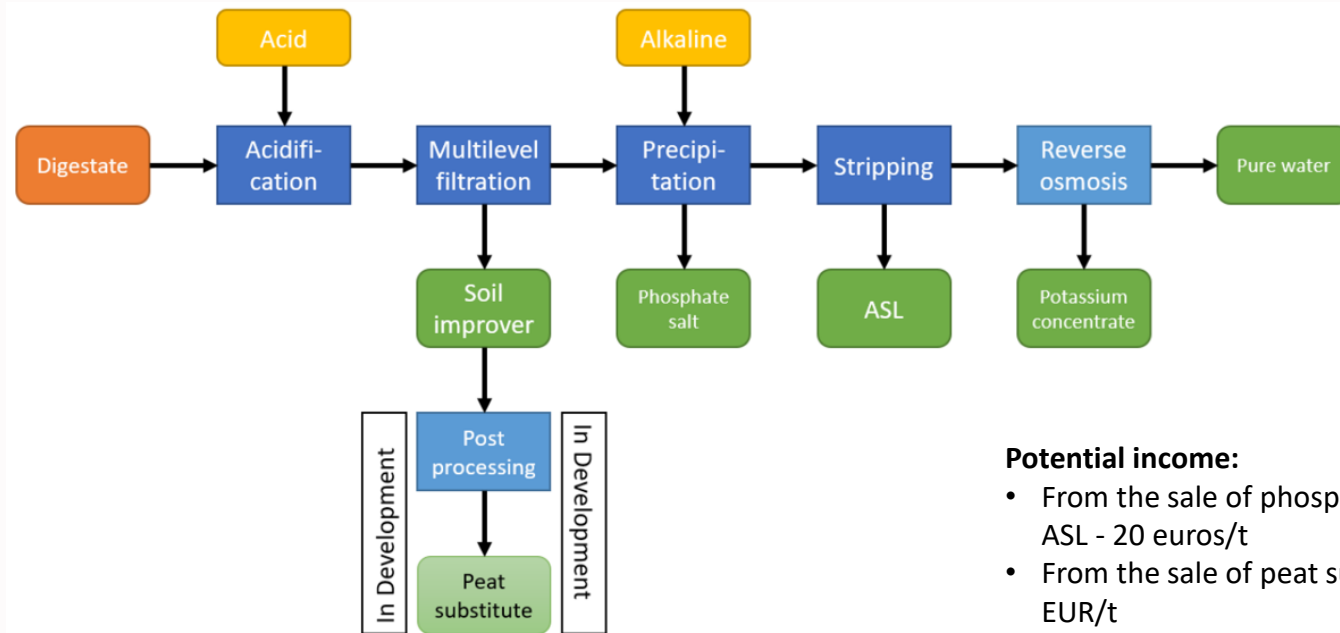 Acid
Alkaline
Digestate
Acidifi-
cation
Multilevel
filtration
Precipi-
tation
Stripping
Reverse
osmosis
Pure water
Soil
improver
Phosphate
salt
ASL
Potassium
concentrate
In Development
Post
processing
In Development
Peat
substitute
Potential income:
• From the sale of
ASL - 20 euros/t
• From the sale of peat
EUR/t